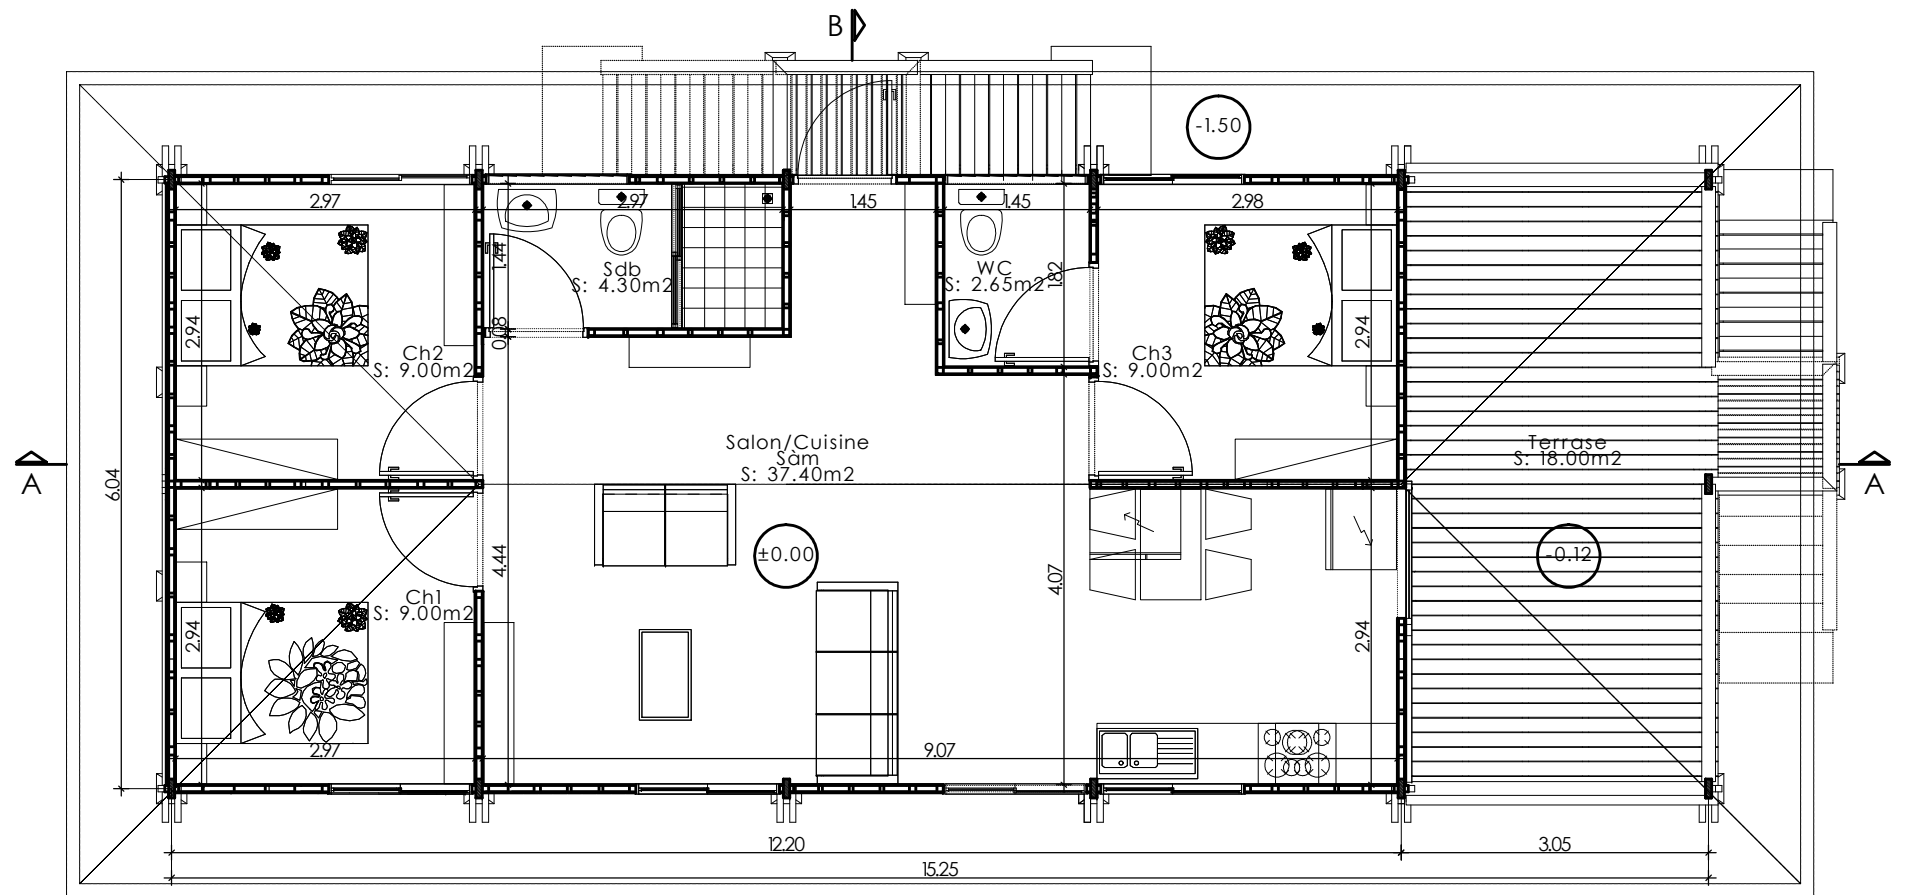 B
-1.50
2.97
2.97
1.45
1.45
2.98
1.44
Sdb
S: 4.30m2
WC
S: 2.65m2
1.82
0.08
2.94
Ch2
S: 9.00m2
Ch3
S: 9.00m2
2.94
Salon/Cuisine
Sàm
S: 37.40m2
Terrase
S: 18.00m2
A
A
6.04
±0.00
-0.12
4.44
4.07
Ch1
S: 9.00m2
2.94
2.94
2.97
9.07
12.20
3.05
15.25